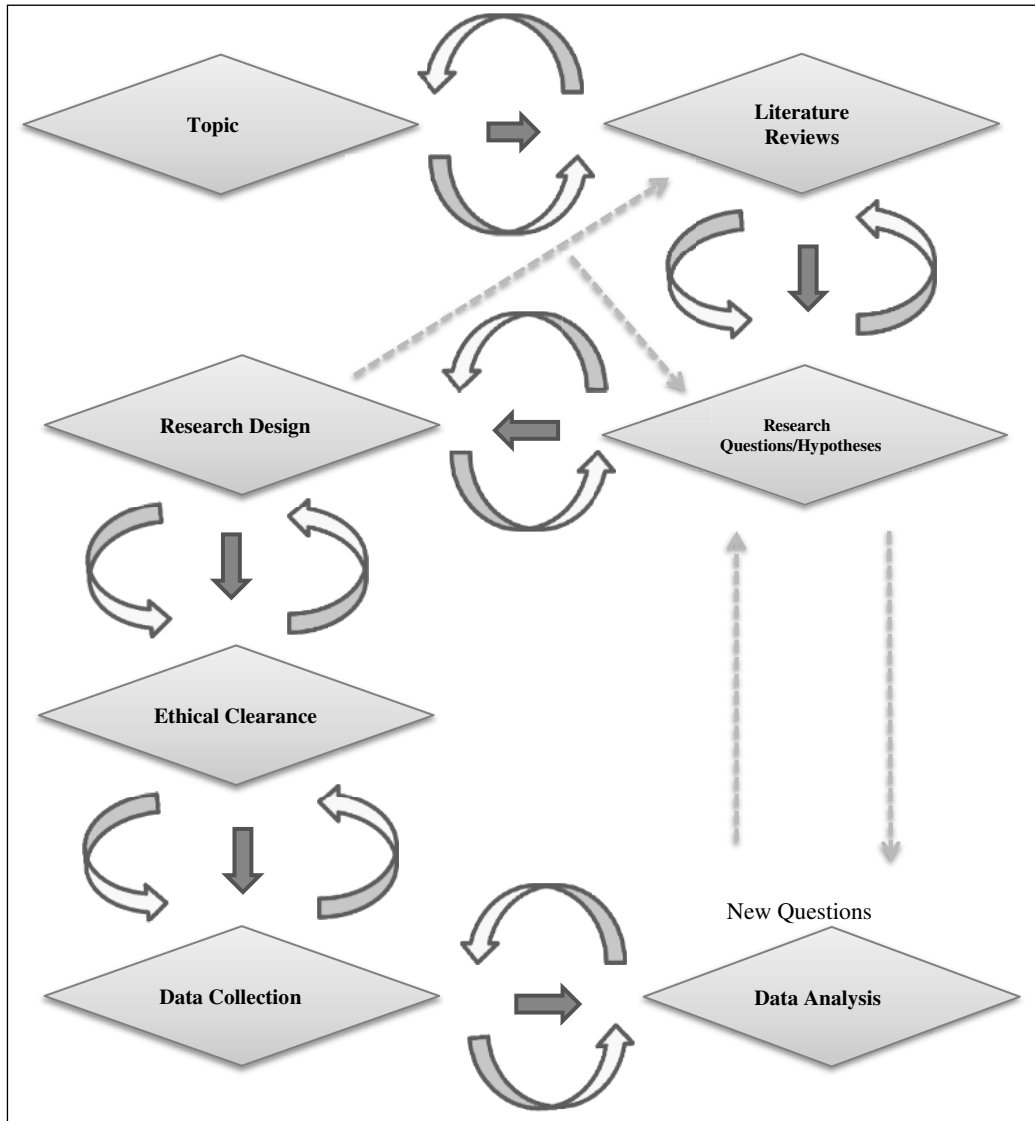 Topic
Literature
Reviews
Research Design
Research
Questions/Hypotheses
Ethical Clearance
New Questions
Data Collection
Data Analysis